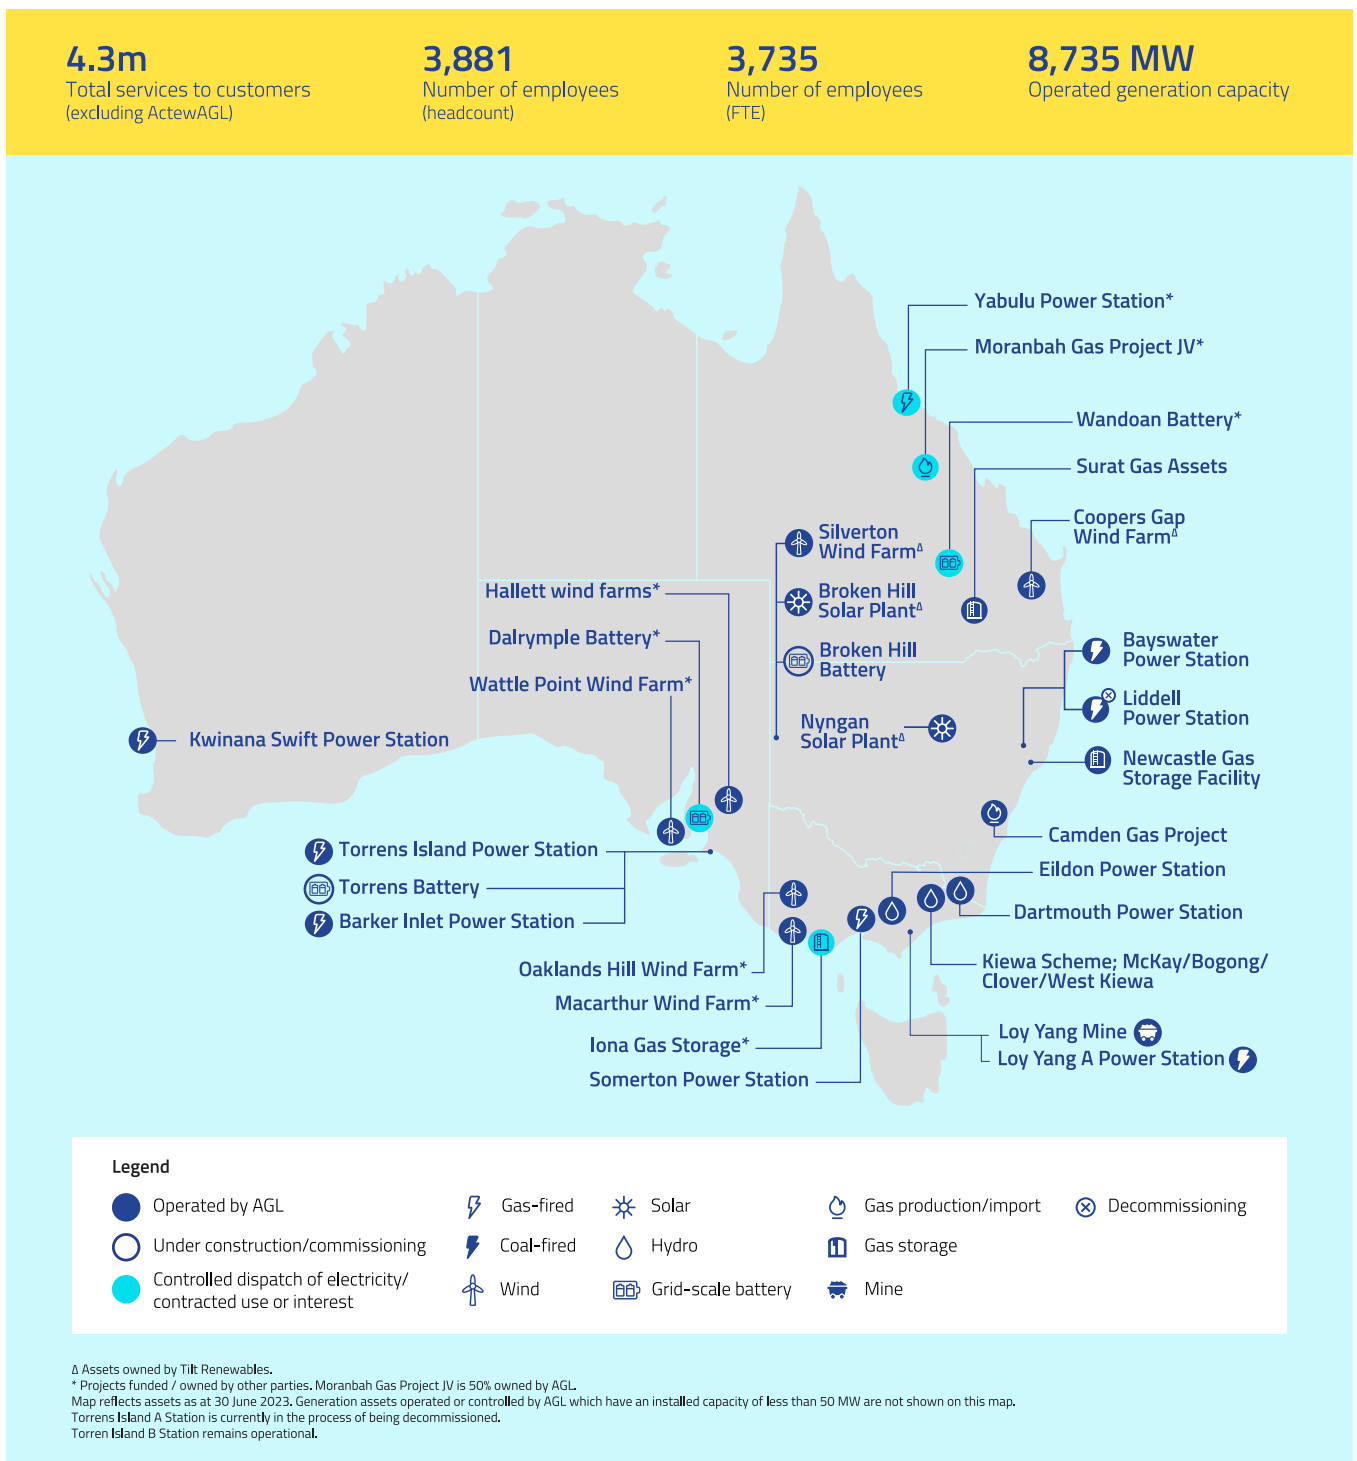 4.3m
Total services to customers
(excluding ActewAGL)
3,881
Number of employees
(headcount)
3,735
Number of employees
(FTE)
8,735 MW
Operated generation capacity
Yabulu Power Station*
Moranbah Gas Project JV*
Wandoan Battery*
Surat Gas Assets
Coopers Gap
Wind FarmΔ
Silverton
Wind FarmΔ
Broken Hill
Solar PlantΔ
Broken Hill
Battery
Hallett wind farms*
Dalrymple Battery*
Wattle Point Wind Farm*
Bayswater
Power Station
Liddell
Power Station
Nyngan
Solar PlantΔ
Kwinana Swift Power Station
Newcastle Gas
Storage Facility
Camden Gas Project
Torrens Island Power Station
Torrens Battery
Barker Inlet Power Station
Eildon Power Station
Dartmouth Power Station
Oaklands Hill Wind Farm*
Macarthur Wind Farm*
Kiewa Scheme; McKay/Bogong/
Clover/West Kiewa
Iona Gas Storage*
Somerton Power Station
Loy Yang Mine
Loy Yang A Power Station
Legend
Operated by AGL
Under construction/commissioning
Controlled dispatch of electricity/
contracted use or interest
Gas-fired
Coal-fired
Wind
Solar
Hydro
Grid-scale battery
Gas production/import
Gas storage
Mine
Decommissioning
Δ Assets owned by Tilt Renewables.
* Projects funded / owned by other parties. Moranbah Gas Project JV is 50% owned by AGL.
Map reflects assets as at 30 June 2023. Generation assets operated or controlled by AGL which have an installed capacity of less than 50 MW are not shown on this map.
Torrens Island A Station is currently in the process of being decommissioned.
Torren Island B Station remains operational.